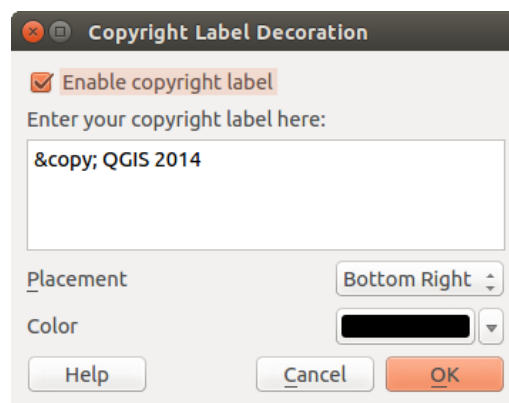 Copyright Label Decoration
Enable copyright label
Enter your copyright label here:
&copy; QGIS 2014
Placement
Bottom Right
Color
Help
Cancel
OK